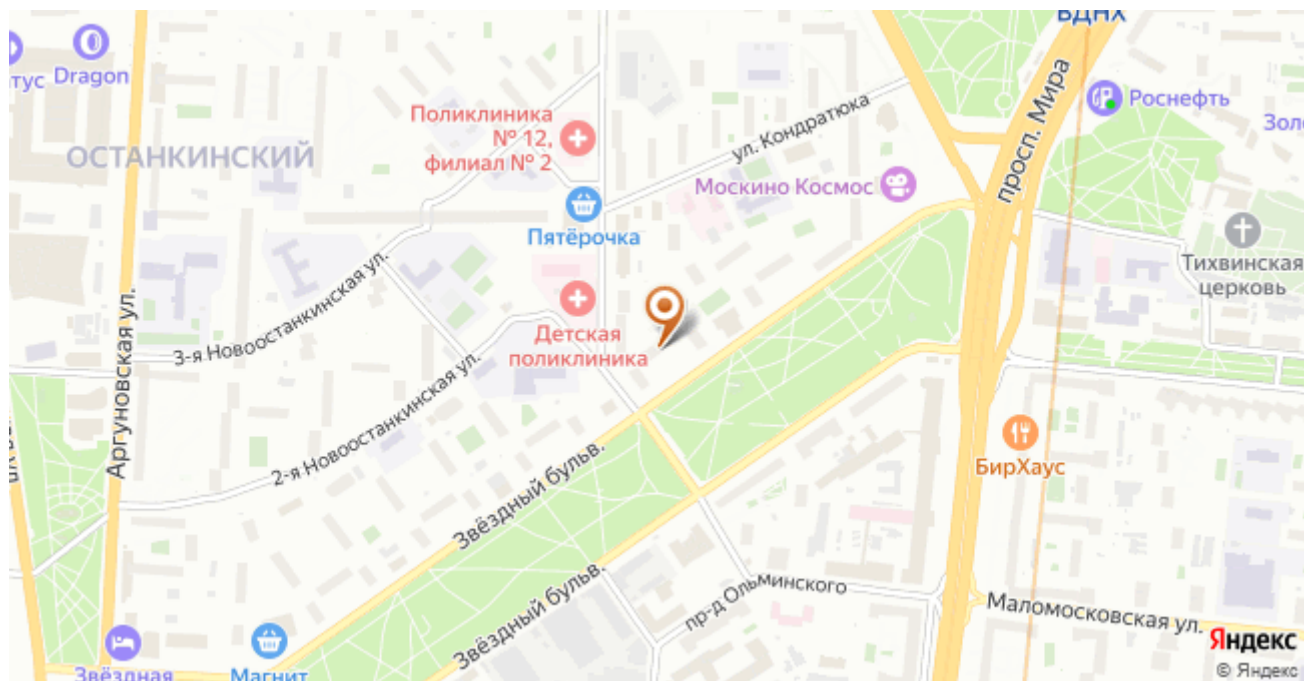 ВДНХ
тус
Dragon
просп. Мира
Роснефть
Поликлиника
№ 12,
филиал № 2
ул. Кондратюка
ОСТАНКИНСКИЙ
Москино Космос
Пятёрочка
Тихвинская
церковь
3-я Новоостанкинская ул.
Детская
поликлиника
Аргуновская ул.
2-я Новоостанкинская ул.
БирХаус
Звёздный бульв.
Звёздный бульв.
пр-д Ольминского
Маломосковская ул.
Яндекс
Звёздная
Магнит
© Яндекс